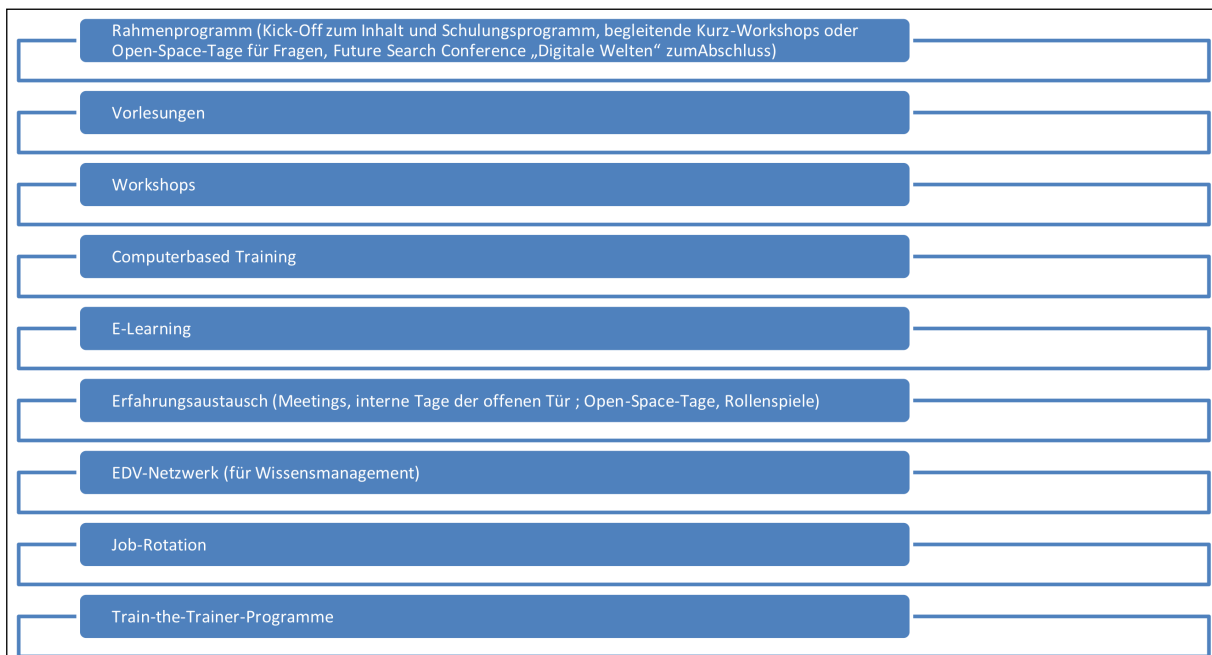 Rahmenprogramm (Kick-Off zum Inhalt und Schulungsprogramm, begleitende Kurz-Workshops oder
Open-Space-Tage für Fragen, Future Search Conference „Digitale Welten“ zumAbschluss)
Vorlesungen
Workshops
Computerbased Training
E-Learning
Erfahrungsaustausch (Meetings, interne Tage der offenen Tür ; Open-Space-Tage, Rollenspiele)
EDV-Netzwerk (für Wissensmanagement)
Job-Rotation
Train-the-Trainer-Programme